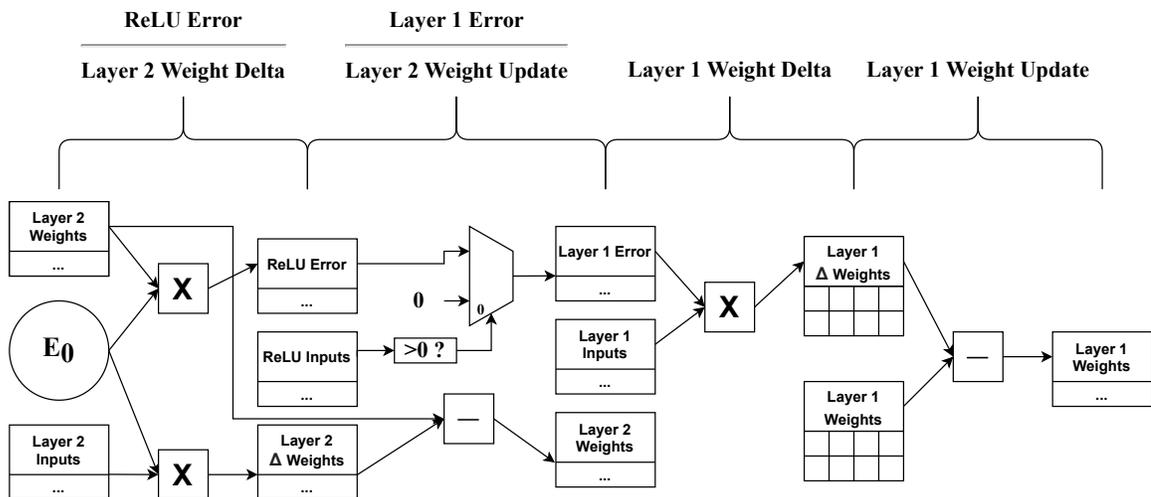 ReLU Error
Layer 2 Weight Delta
Layer 1 Error
Layer 2 Weight Update
Layer 1 Weight Delta
Layer 1 Weight Update
Layer 2
Weights
...
X
E0
Layer 2
Inputs
...
X
ReLU Error
...
ReLU Inputs
...
Layer 2
Δ Weights
...
0
0
>0 ?
—
Layer 1 Error
...
Layer 1
Inputs
...
Layer 2
Weights
...
X
Layer 1
Δ Weights
Layer 1
Weights
—
Layer 1
Weights
...